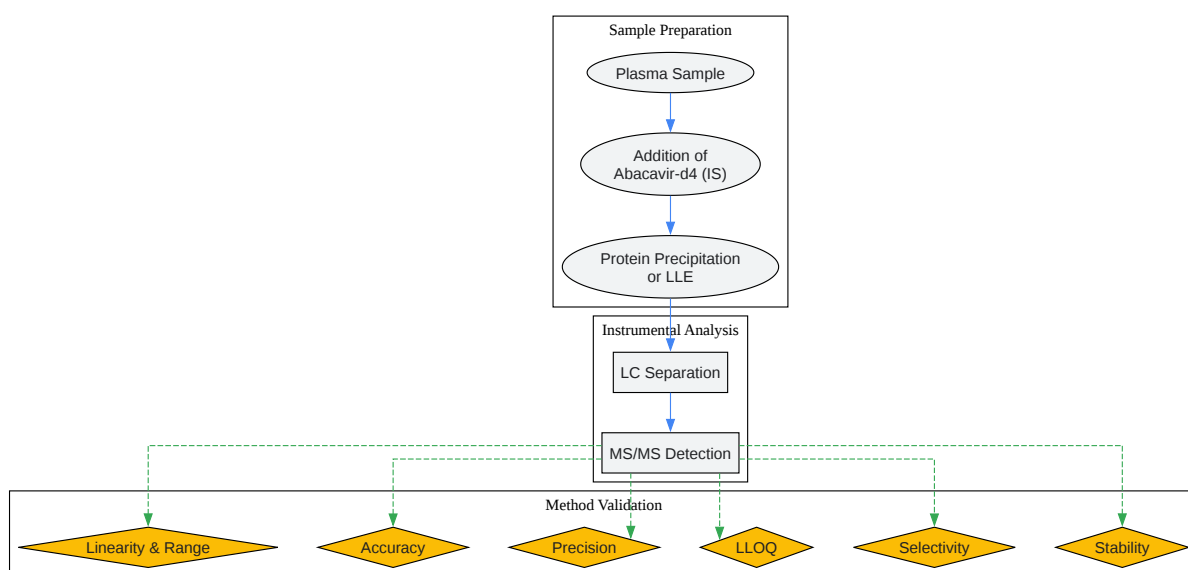 Sample Preparation
Plasma Sample
Addition of
Abacavir-d4 (IS)
Protein Precipitation
or LLE
Instrumental Analysis
LC Separation
MS/MS Detection
Method Validation
Linearity & Range
Accuracy
Precision
LLOQ
Selectivity
Stability